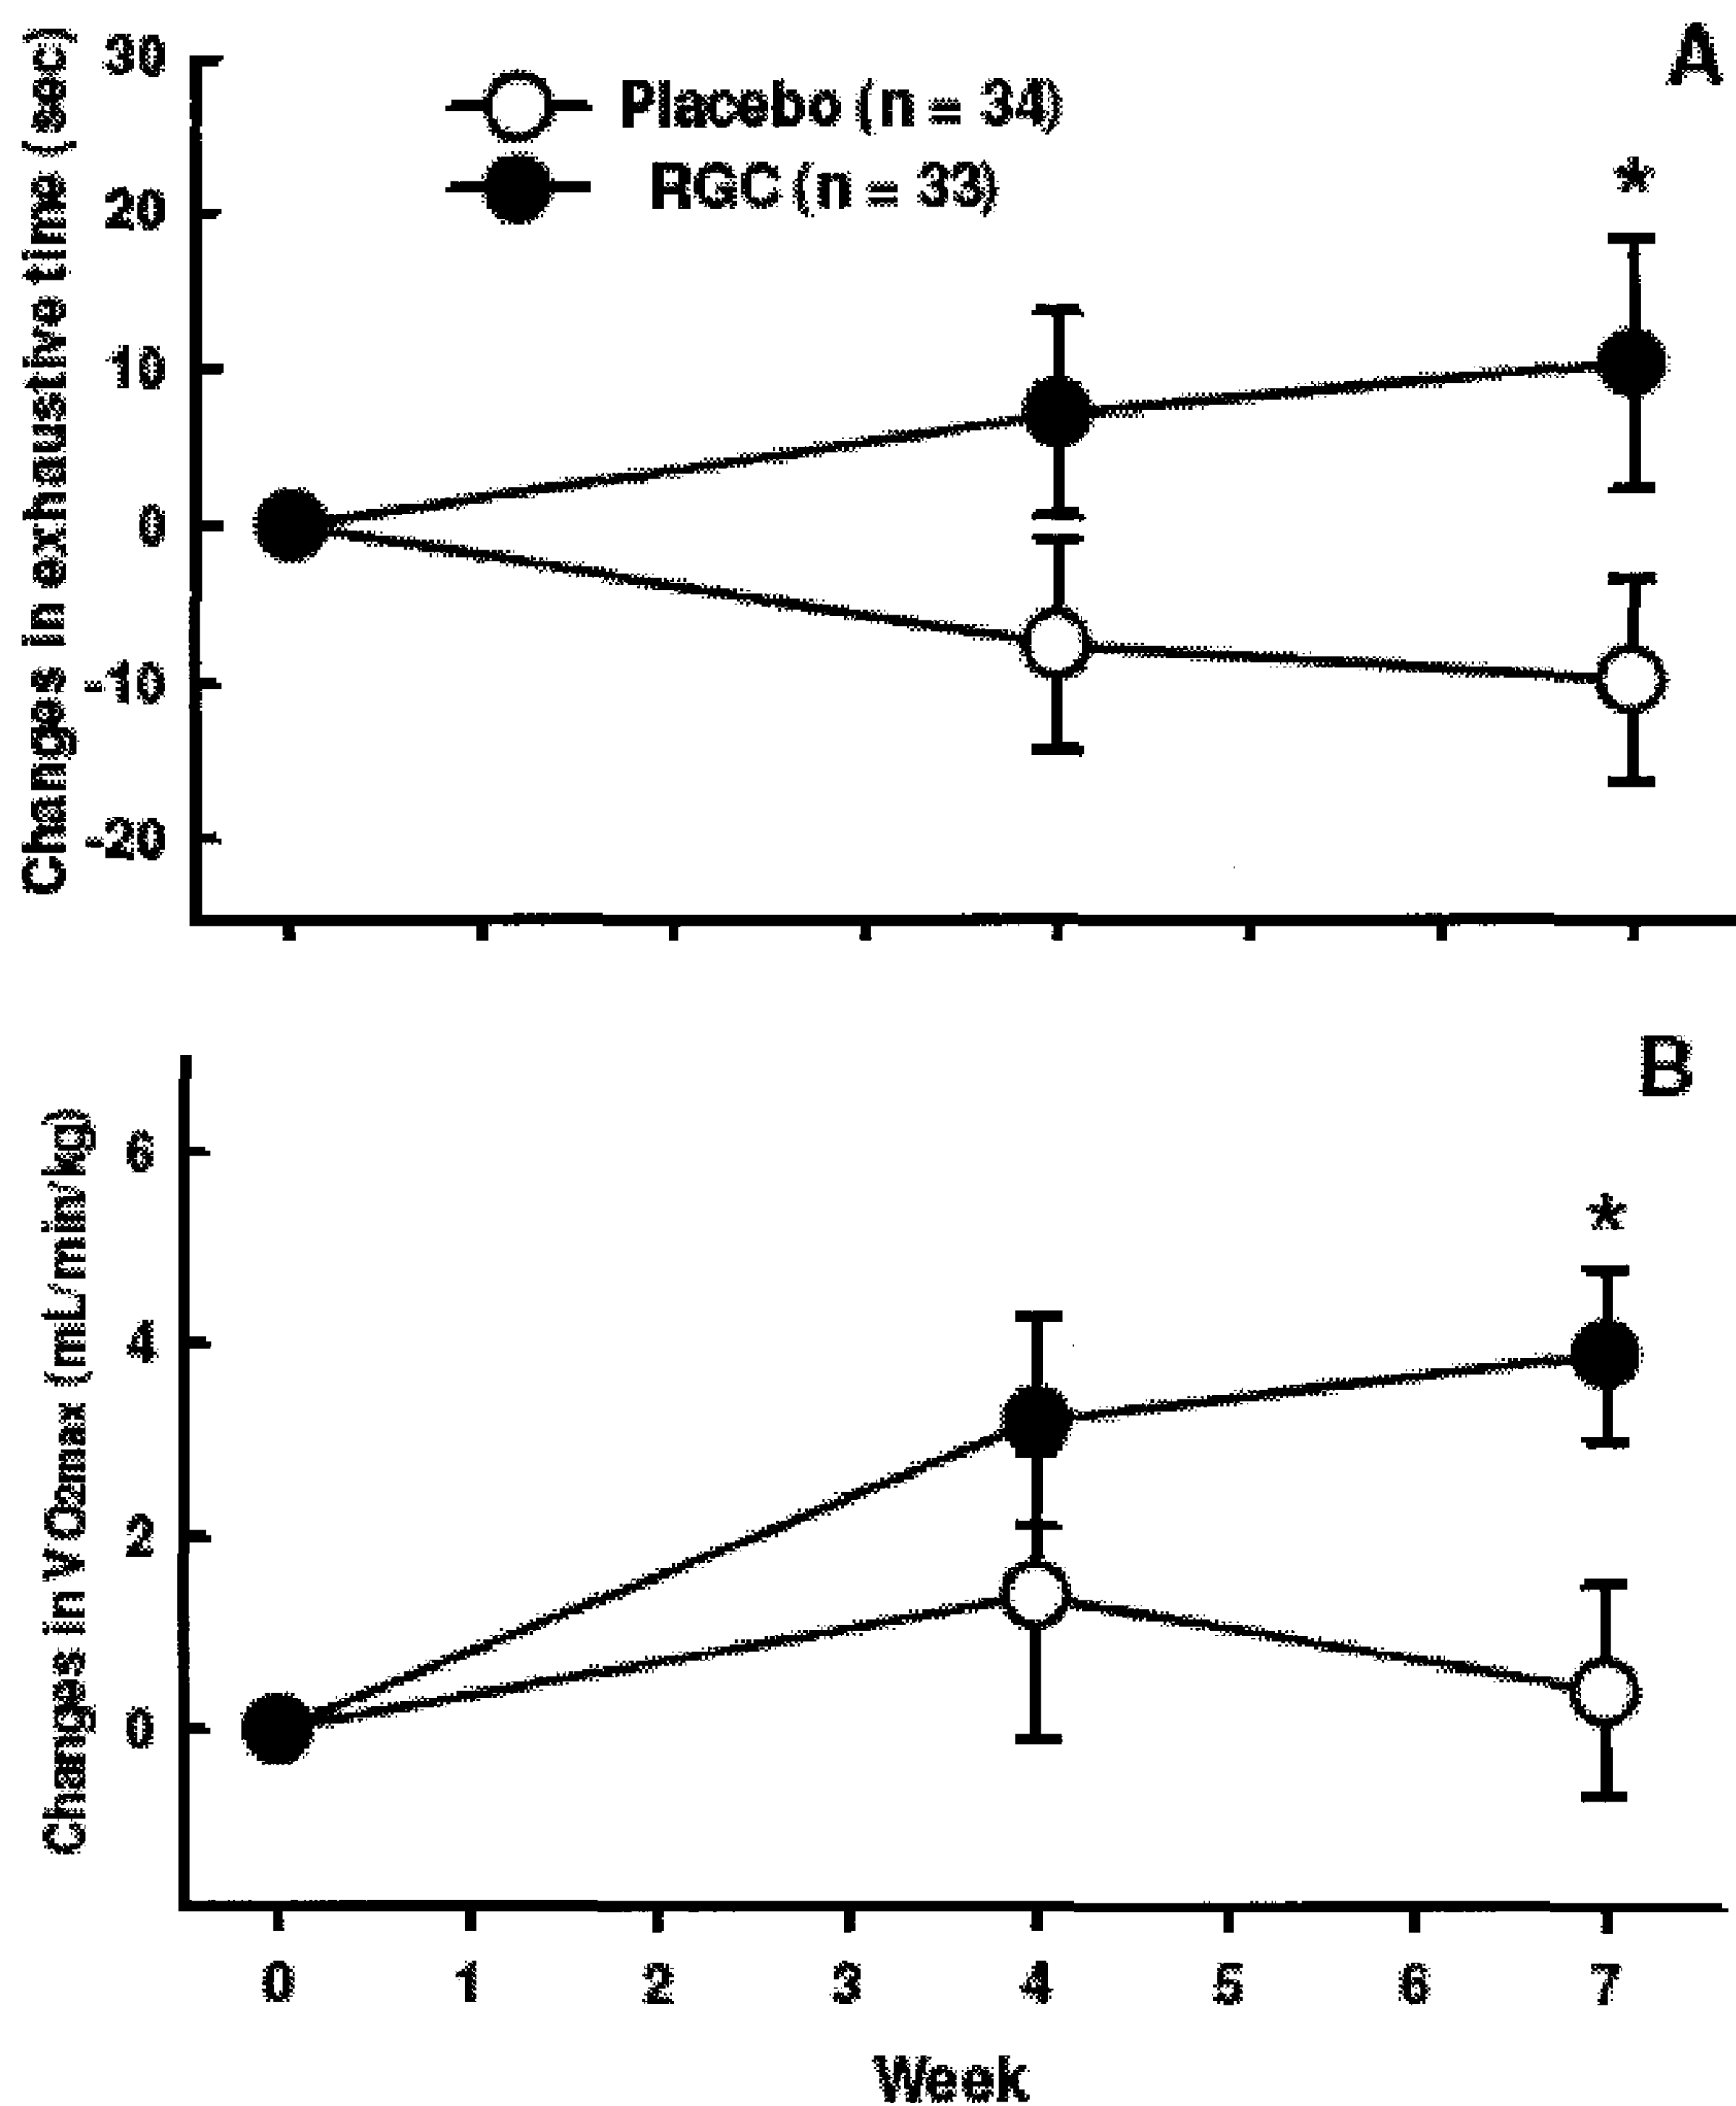 A
Changes in exhaustive time (sec)
30
20
10
0
-10
-20
Placebo (n = 34)
RGC (n = 33)
*
B
Changes in VO2max (mL/min/kg)
6
4
2
0
*
0 1 2 3 4 5 6 7
Week